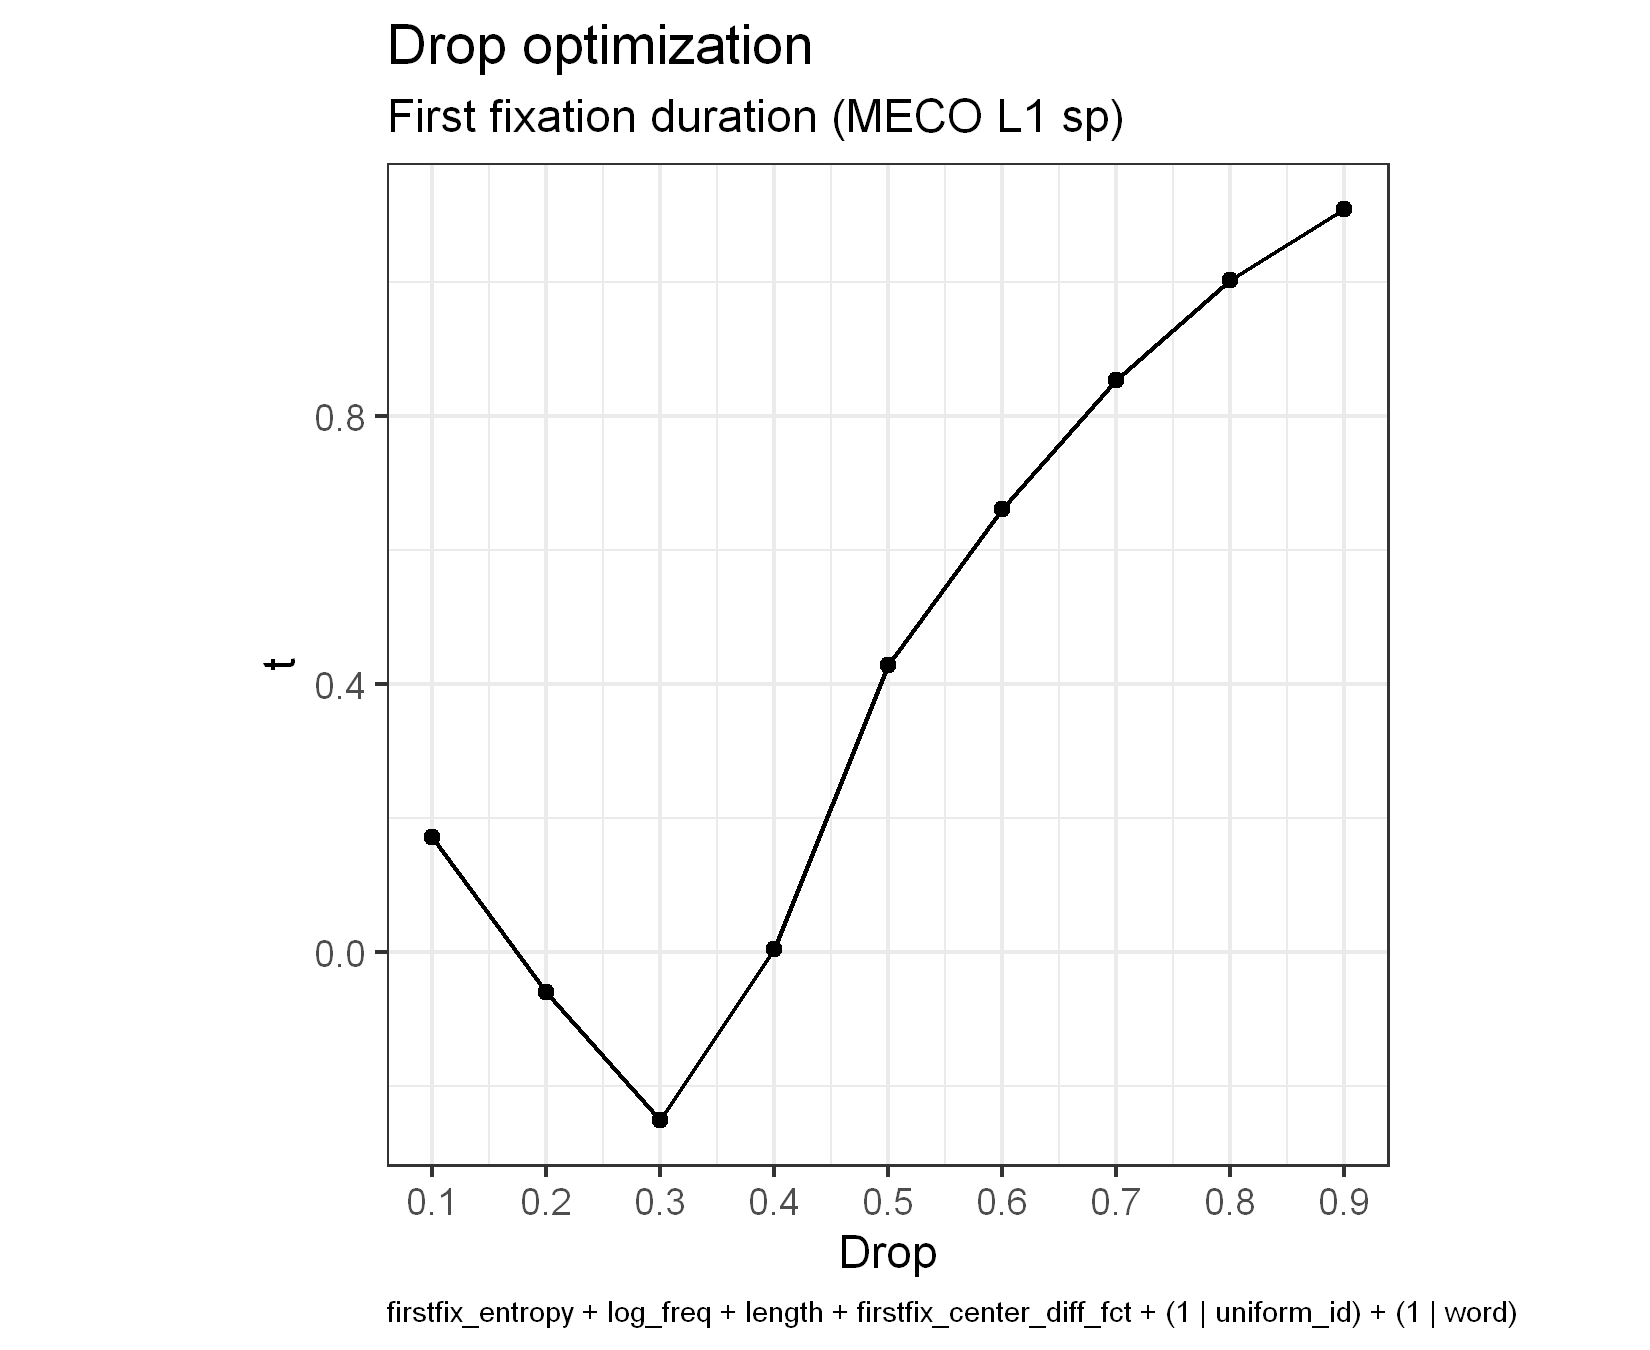 Drop optimization
First fixation duration (MECO L1 sp)
t
0.8
0.4
0.0
0.1 0.2 0.3 0.4 0.5 0.6 0.7 0.8 0.9
Drop
firstfix_entropy + log_freq + length + firstfix_center_diff_fct + (1 | uniform_id) + (1 | word)